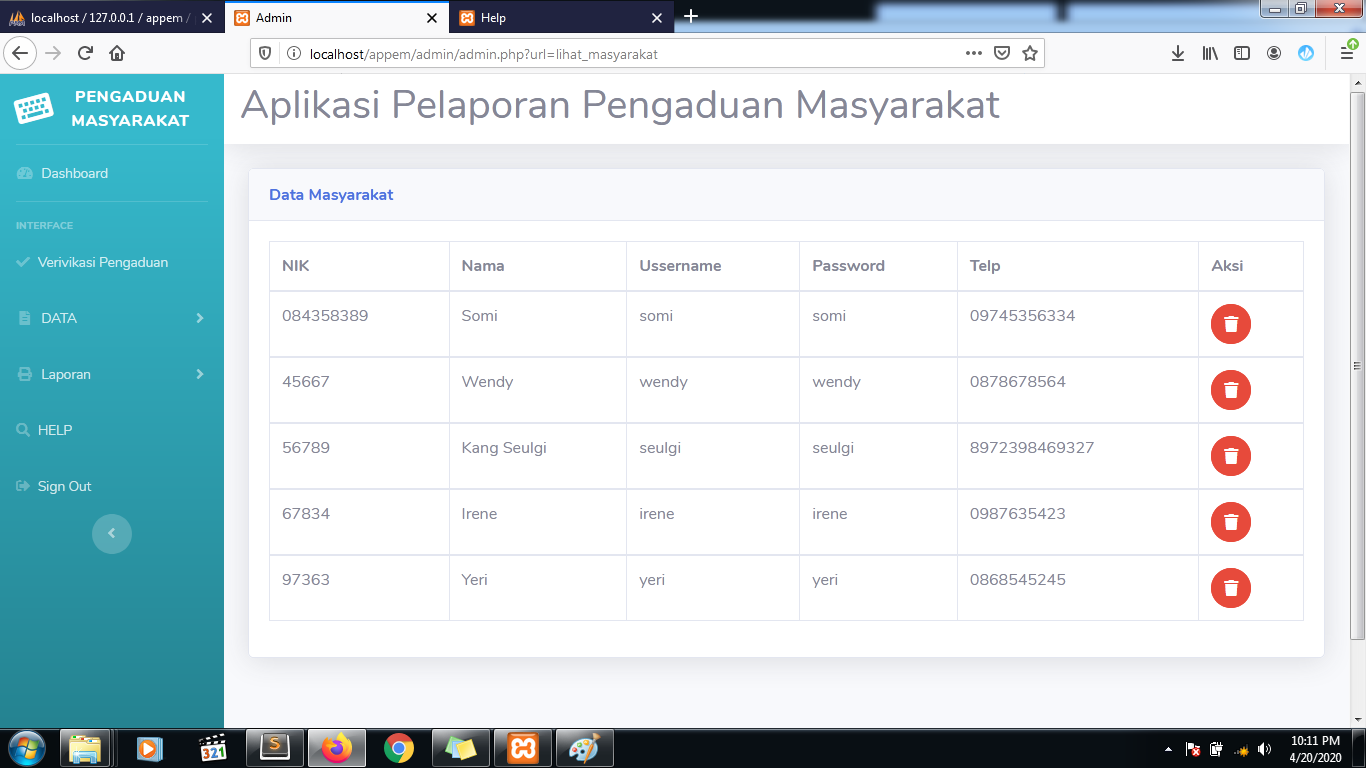 localhost / 127.0.0.1 / appem /
Admin
Help
localhost/appem/admin/admin.php?url=lihat_masyarakat
PENGADUAN
MASYARAKAT
Dashboard
INTERFACE
Verivikasi Pengaduan
DATA
Laporan
HELP
Sign Out
Aplikasi Pelaporan Pengaduan Masyarakat
Data Masyarakat
NIK Nama Ussername Password Telp Aksi
084358389 Somi somi somi 09745356334
45667 Wendy wendy wendy 0878678564
56789 Kang Seulgi seulgi seulgi 8972398469327
67834 Irene irene irene 0987635423
97363 Yeri yeri yeri 0868545245
321
S
10:11 PM
4/20/2020